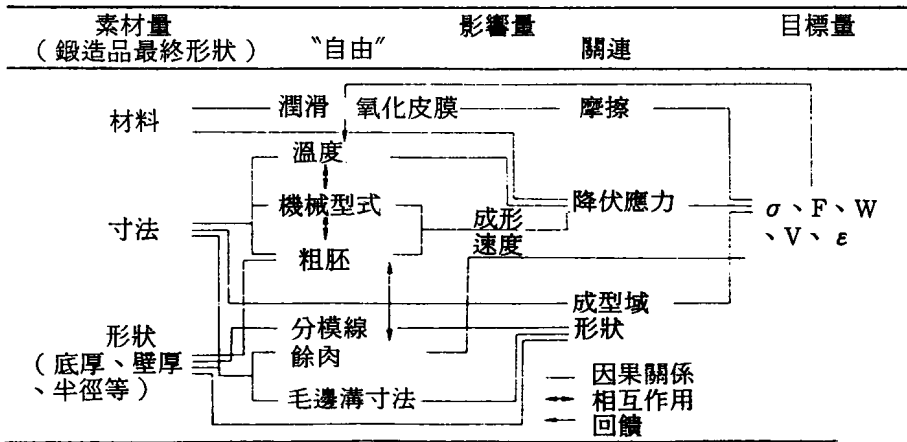 素材量 影響量 目標量
（鍛造品最終形狀） 〝自由〞 關連
材料 潤滑 氧化皮膜 摩擦
溫度
寸法 機械型式 成形速度 降伏應力 σ、F、W
、V、ε
粗胚
成型域
形狀 分模線 形狀
（底厚、壁厚 餘肉
、半徑等） 毛邊溝寸法
因果關係
相互作用
回饋